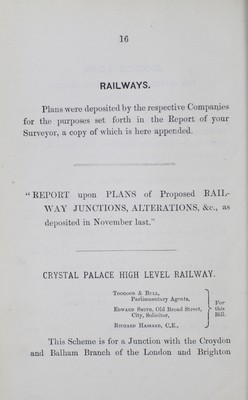 16
RAILWAYS.
Plans were deposited by the respective Companies
for the purposes set forth in the Report of your
Surveyor, a copy of which is here appended.
"REPORT upon PLANS of Proposed RAIL-
WAY JUNCTIONS, ALTERATIONS, &c., as
deposited in November last."
CRYSTAL PALACE HIGH LEVEL RAILWAY.
Toogood & Bull,
Parliamentary Agents,
Edward Smith, Old Broad Street,
City, Solicitor,
Richard Hassard, C.E.,
For
this
Bill.
This Scheme is for a Junction with the Croydon
and Balham Branch of the London and Brighton